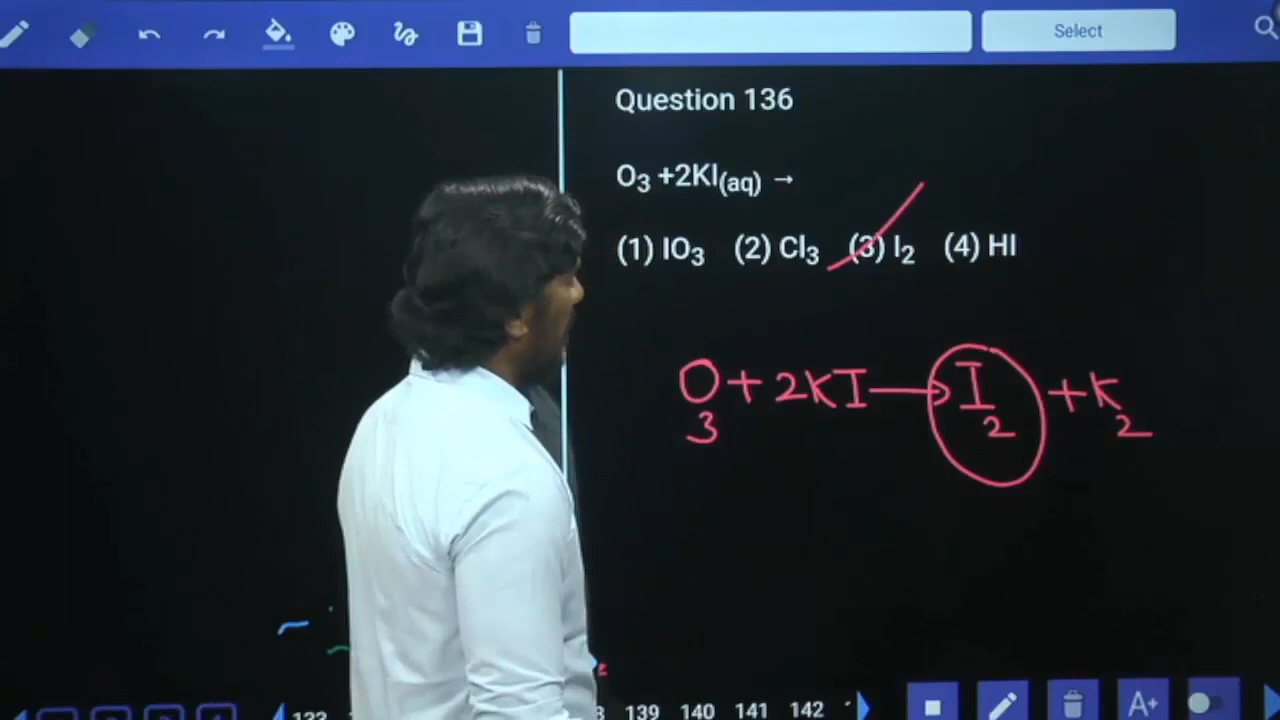 Select
Question 136
O₃ +2KI(aq) →
(1) IO₃ (2) Cl₃ (3) I₂ (4) HI
O₃ + 2KI → I₂ + K₂
139 140 141 142
A+